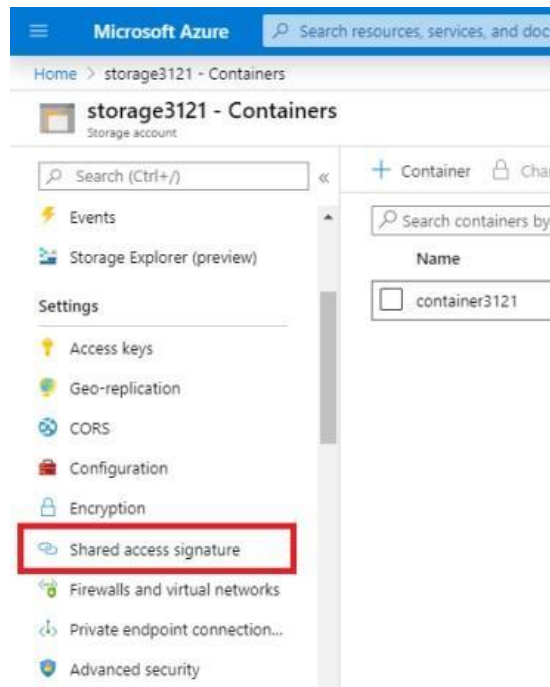 Microsoft Azure
Search resources, services, and doc
Home > storage3121 - Containers
storage3121 - Containers
Storage account
Search (Ctrl+/)
«
+ Container
Events
Search containers by
Storage Explorer (preview)
Name
Settings
container3121
Access keys
Geo-replication
CORS
Configuration
Encryption
Shared access signature
Firewalls and virtual networks
Private endpoint connection...
Advanced security